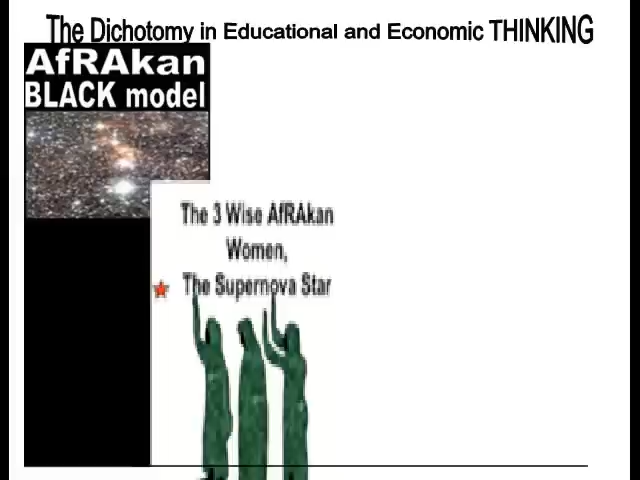 The Dichotomy in Educational and Economic THINKING
AfRAkan
BLACK model
The 3 Wise AfRAkan
Women,
The Supernova Star